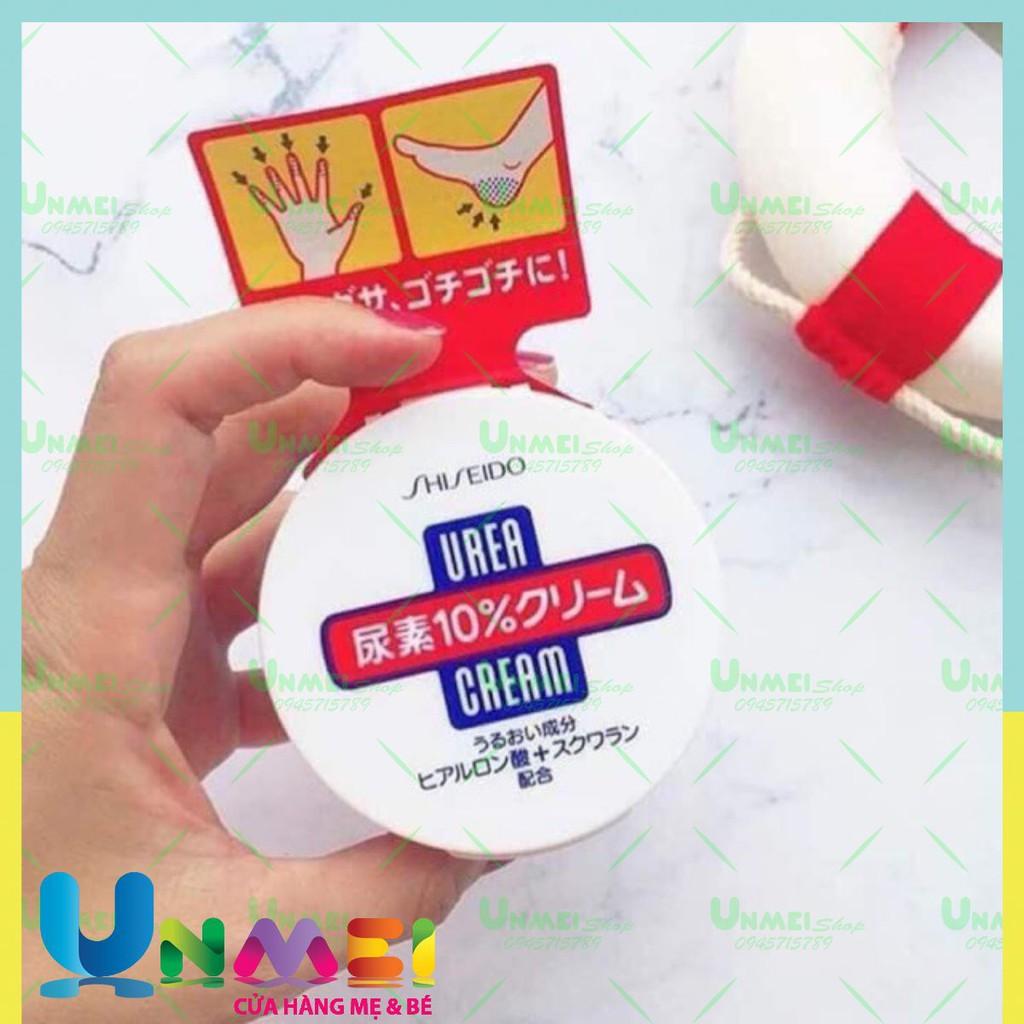 グサ、ゴチゴチに!
SHISEIDO
UREA
尿素10%クリーム
CREAM
うるおい成分
ヒアルロン酸+スクワラン
配合
UNMEI Shop
0945715789
UNMEI
CỬA HÀNG MẸ & BÉ